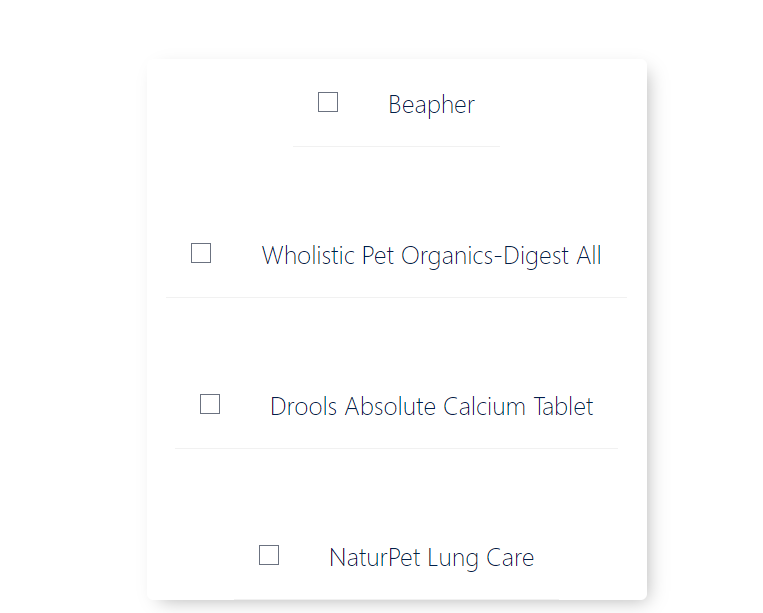 Beapher
Wholistic Pet Organics-Digest All
Drools Absolute Calcium Tablet
NaturPet Lung Care